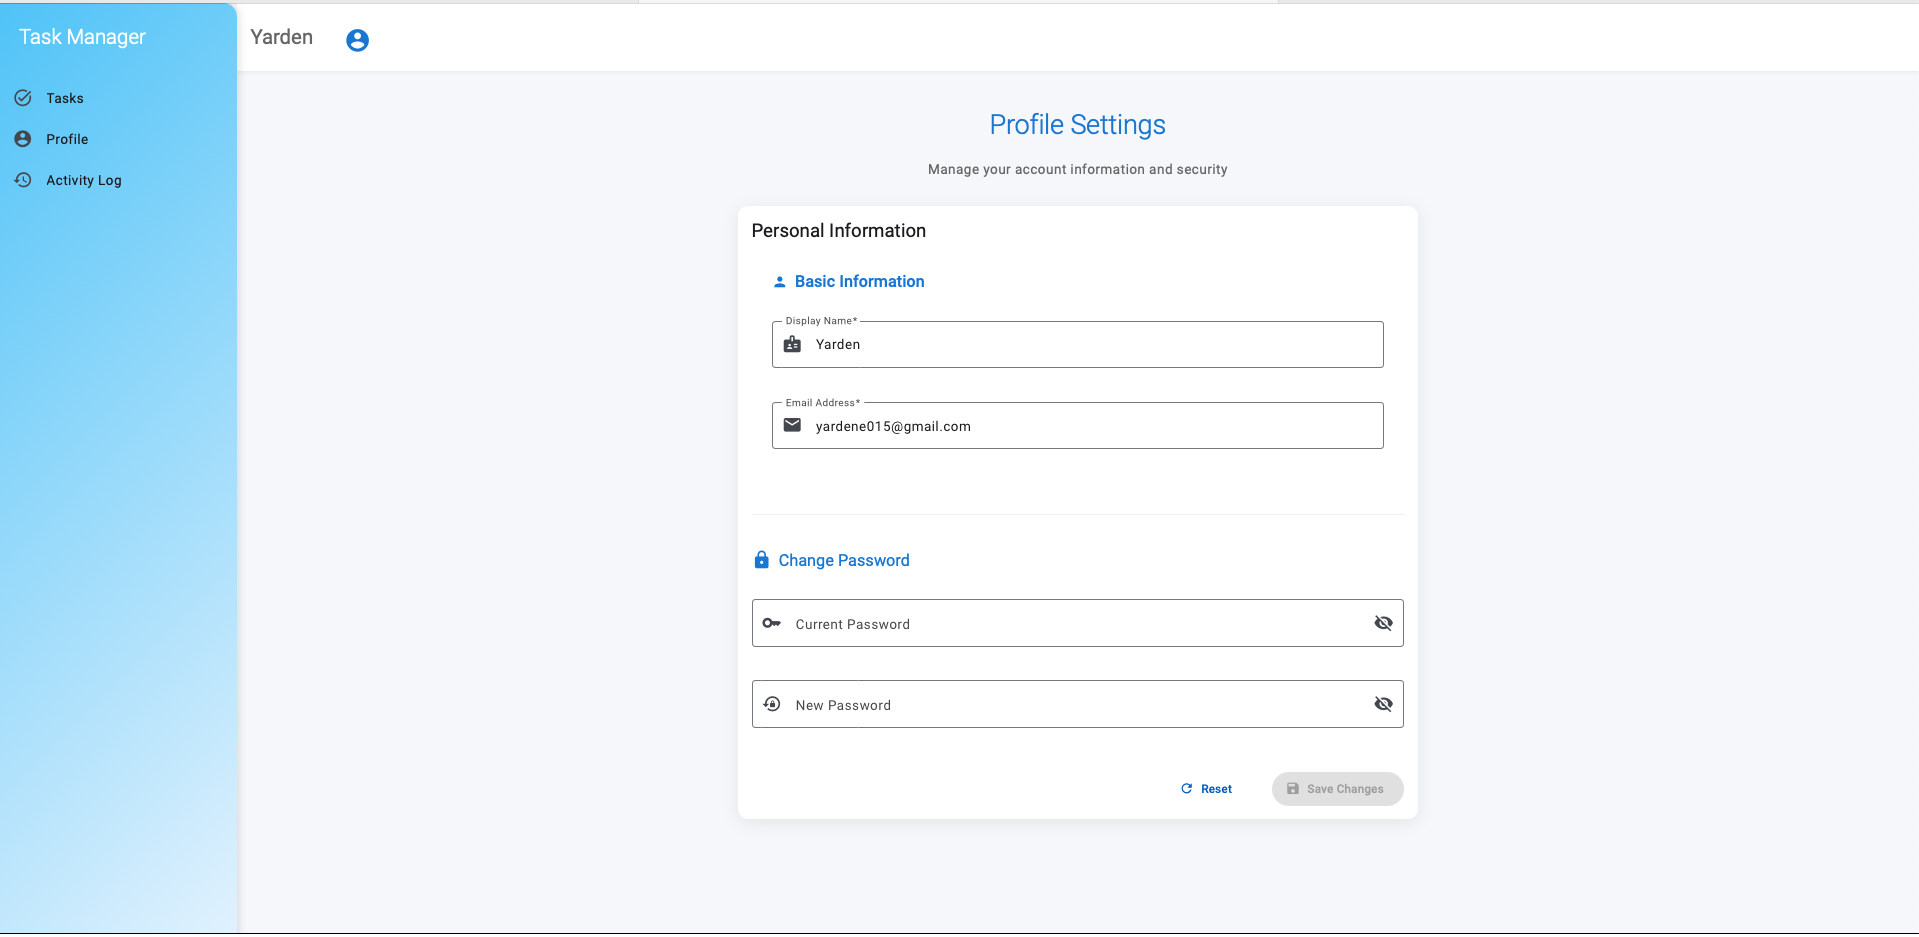 Task Manager
Yarden
Tasks
Profile
Activity Log
Profile Settings
Manage your account information and security
Personal Information
Basic Information
Display Name*
Yarden
Email Address*
yardene015@gmail.com
Change Password
Current Password
New Password
Reset
Save Changes